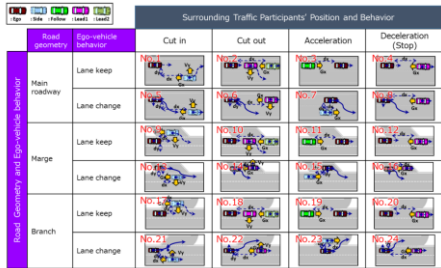 :Ego :Side :Follow :Lead1 :Lead2
Surrounding Traffic Participants' Position and Behavior
Road geometry
Ego-vehicle behavior
Cut in
Cut out
Acceleration
Deceleration (Stop)
Road Geometry and Ego-vehicle behavior
Main roadway
Lane keep
No.1
No.2
No.3
No.4
Lane change
No.5
No.6
No.7
No.8
Marge
Lane keep
No.9
No.10
No.11
No.12
Lane change
Branch
Lane keep
No.17
No.18
No.19
No.20
Lane change
No.21
No.22
No.23
No.24